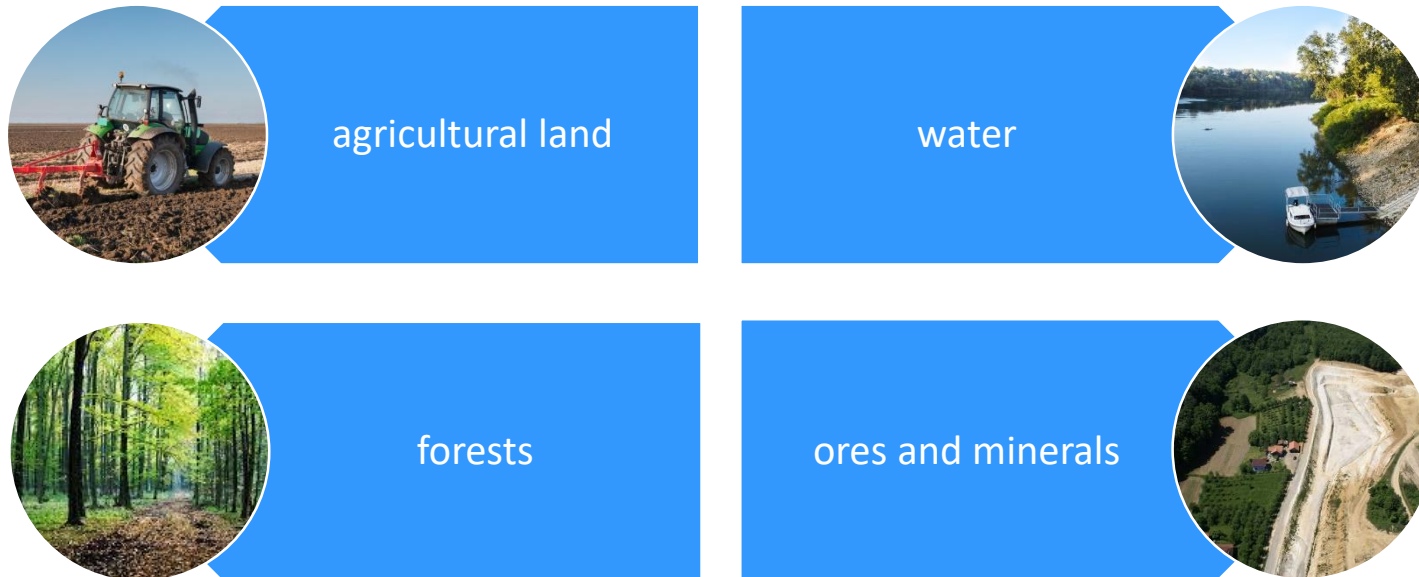 agricultural land
water
forests
ores and minerals